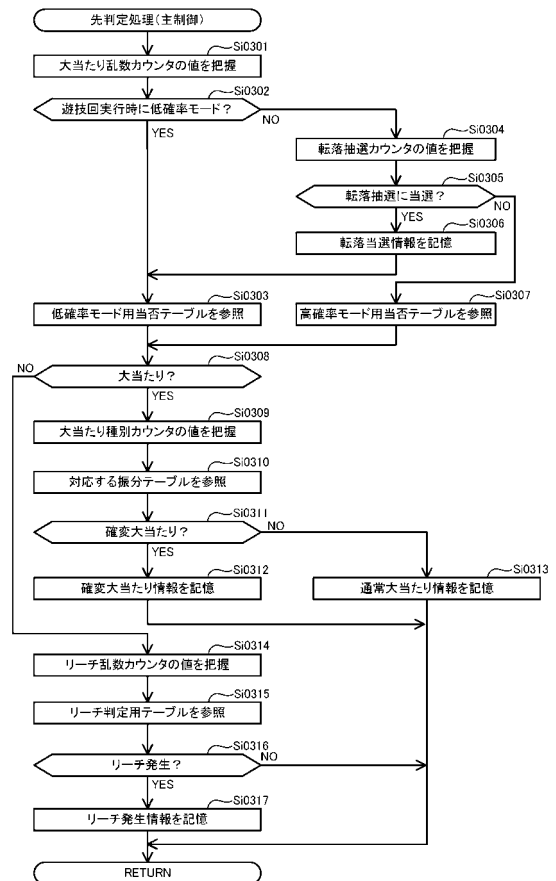 先判定処理(主制御)
Si0301
大当たり乱数カウンタの値を把握
Si0302
遊技回実行時に低確率モード?
NO
YES
Si0304
転落抽選カウンタの値を把握
Si0305
転落抽選に当選?
NO
YES
Si0306
転落当選情報を記憶
Si0303
低確率モード用当否テーブルを参照
Si0307
高確率モード用当否テーブルを参照
Si0308
NO
大当たり?
YES
Si0309
大当たり種別カウンタの値を把握
Si0310
対応する振分テーブルを参照
Si0311
確変大当たり?
NO
YES
Si0312
確変大当たり情報を記憶
Si0313
通常大当たり情報を記憶
Si0314
リーチ乱数カウンタの値を把握
Si0315
リーチ判定用テーブルを参照
Si0316
リーチ発生?
NO
YES
Si0317
リーチ発生情報を記憶
RETURN